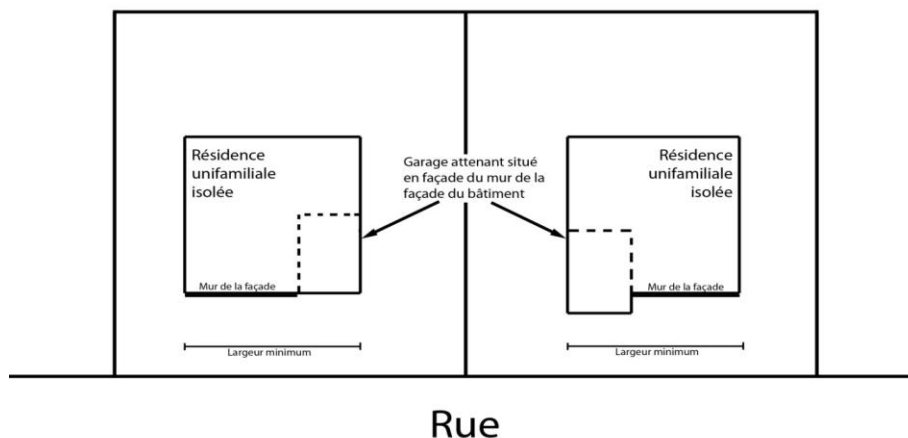 Résidence
unifamiliale
isolée
Garage attenant situé
en façade du mur de la
façade du bâtiment
Résidence
unifamiliale
isolée
Mur de la façade
Mur de la façade
Largeur minimum
Largeur minimum
Rue